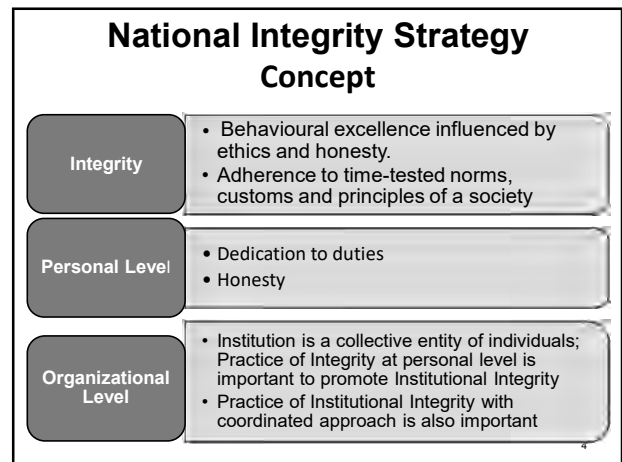 National Integrity Strategy
Concept
Integrity
• Behavioural excellence influenced by
ethics and honesty.
• Adherence to time-tested norms,
customs and principles of a society
Personal Level
• Dedication to duties
• Honesty
Organizational
Level
• Institution is a collective entity of individuals;
Practice of Integrity at personal level is
important to promote Institutional Integrity
• Practice of Institutional Integrity with
coordinated approach is also important
4